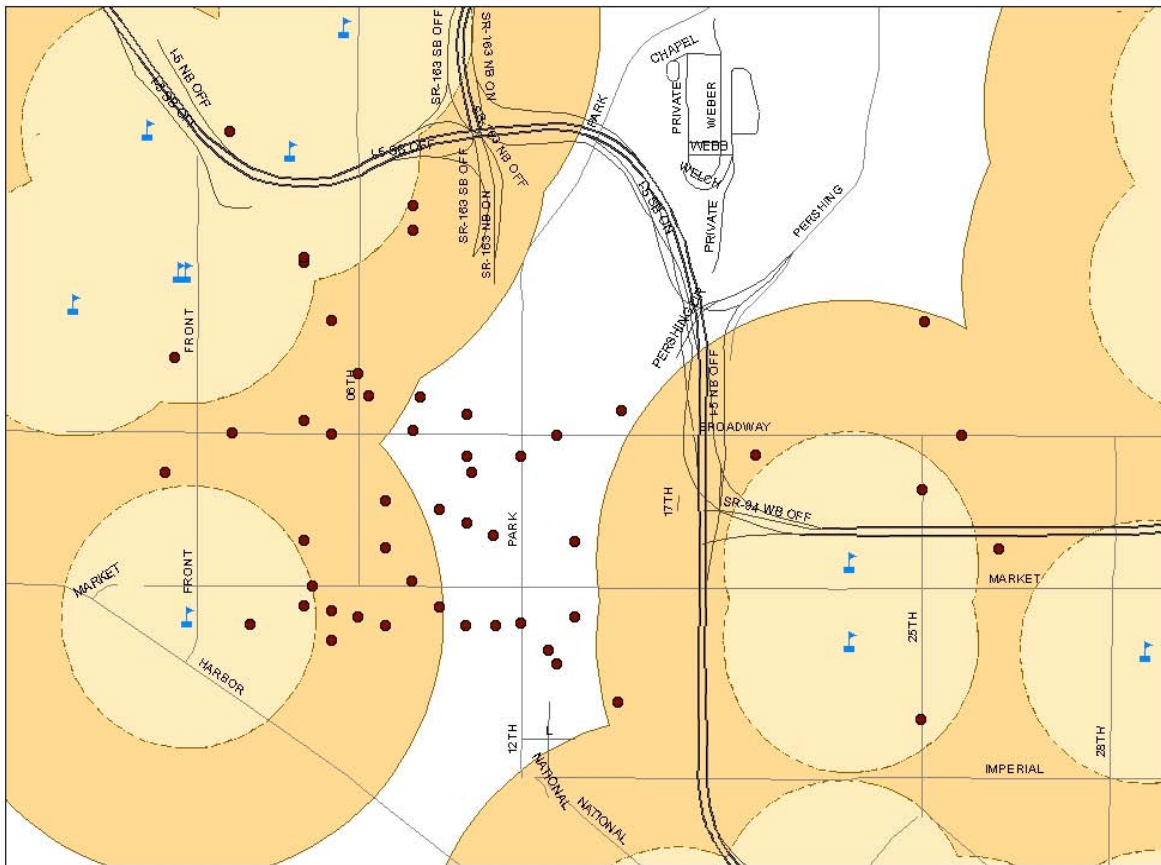 SR-163 SB OFF
SR-163 NB ON
CHAPEL
I-5 NB OFF
I-5 SB OFF
PRIVATE
WEBER
PARK
SR-163 NB OFF
I-5 SB OFF
WEBB
WELCH
SR-163 SB OFF
SR-163 NB ON
I-5 SB ON
PRIVATE
PERSHING
FRONT
PERSHING DR
I-5 NB OFF
06TH
BROADWAY
17TH
SR-94 WB OFF
PARK
MARKET
FRONT
MARKET
25TH
HARBOR
12TH
L
28TH
NATIONAL
NATIONAL
IMPERIAL